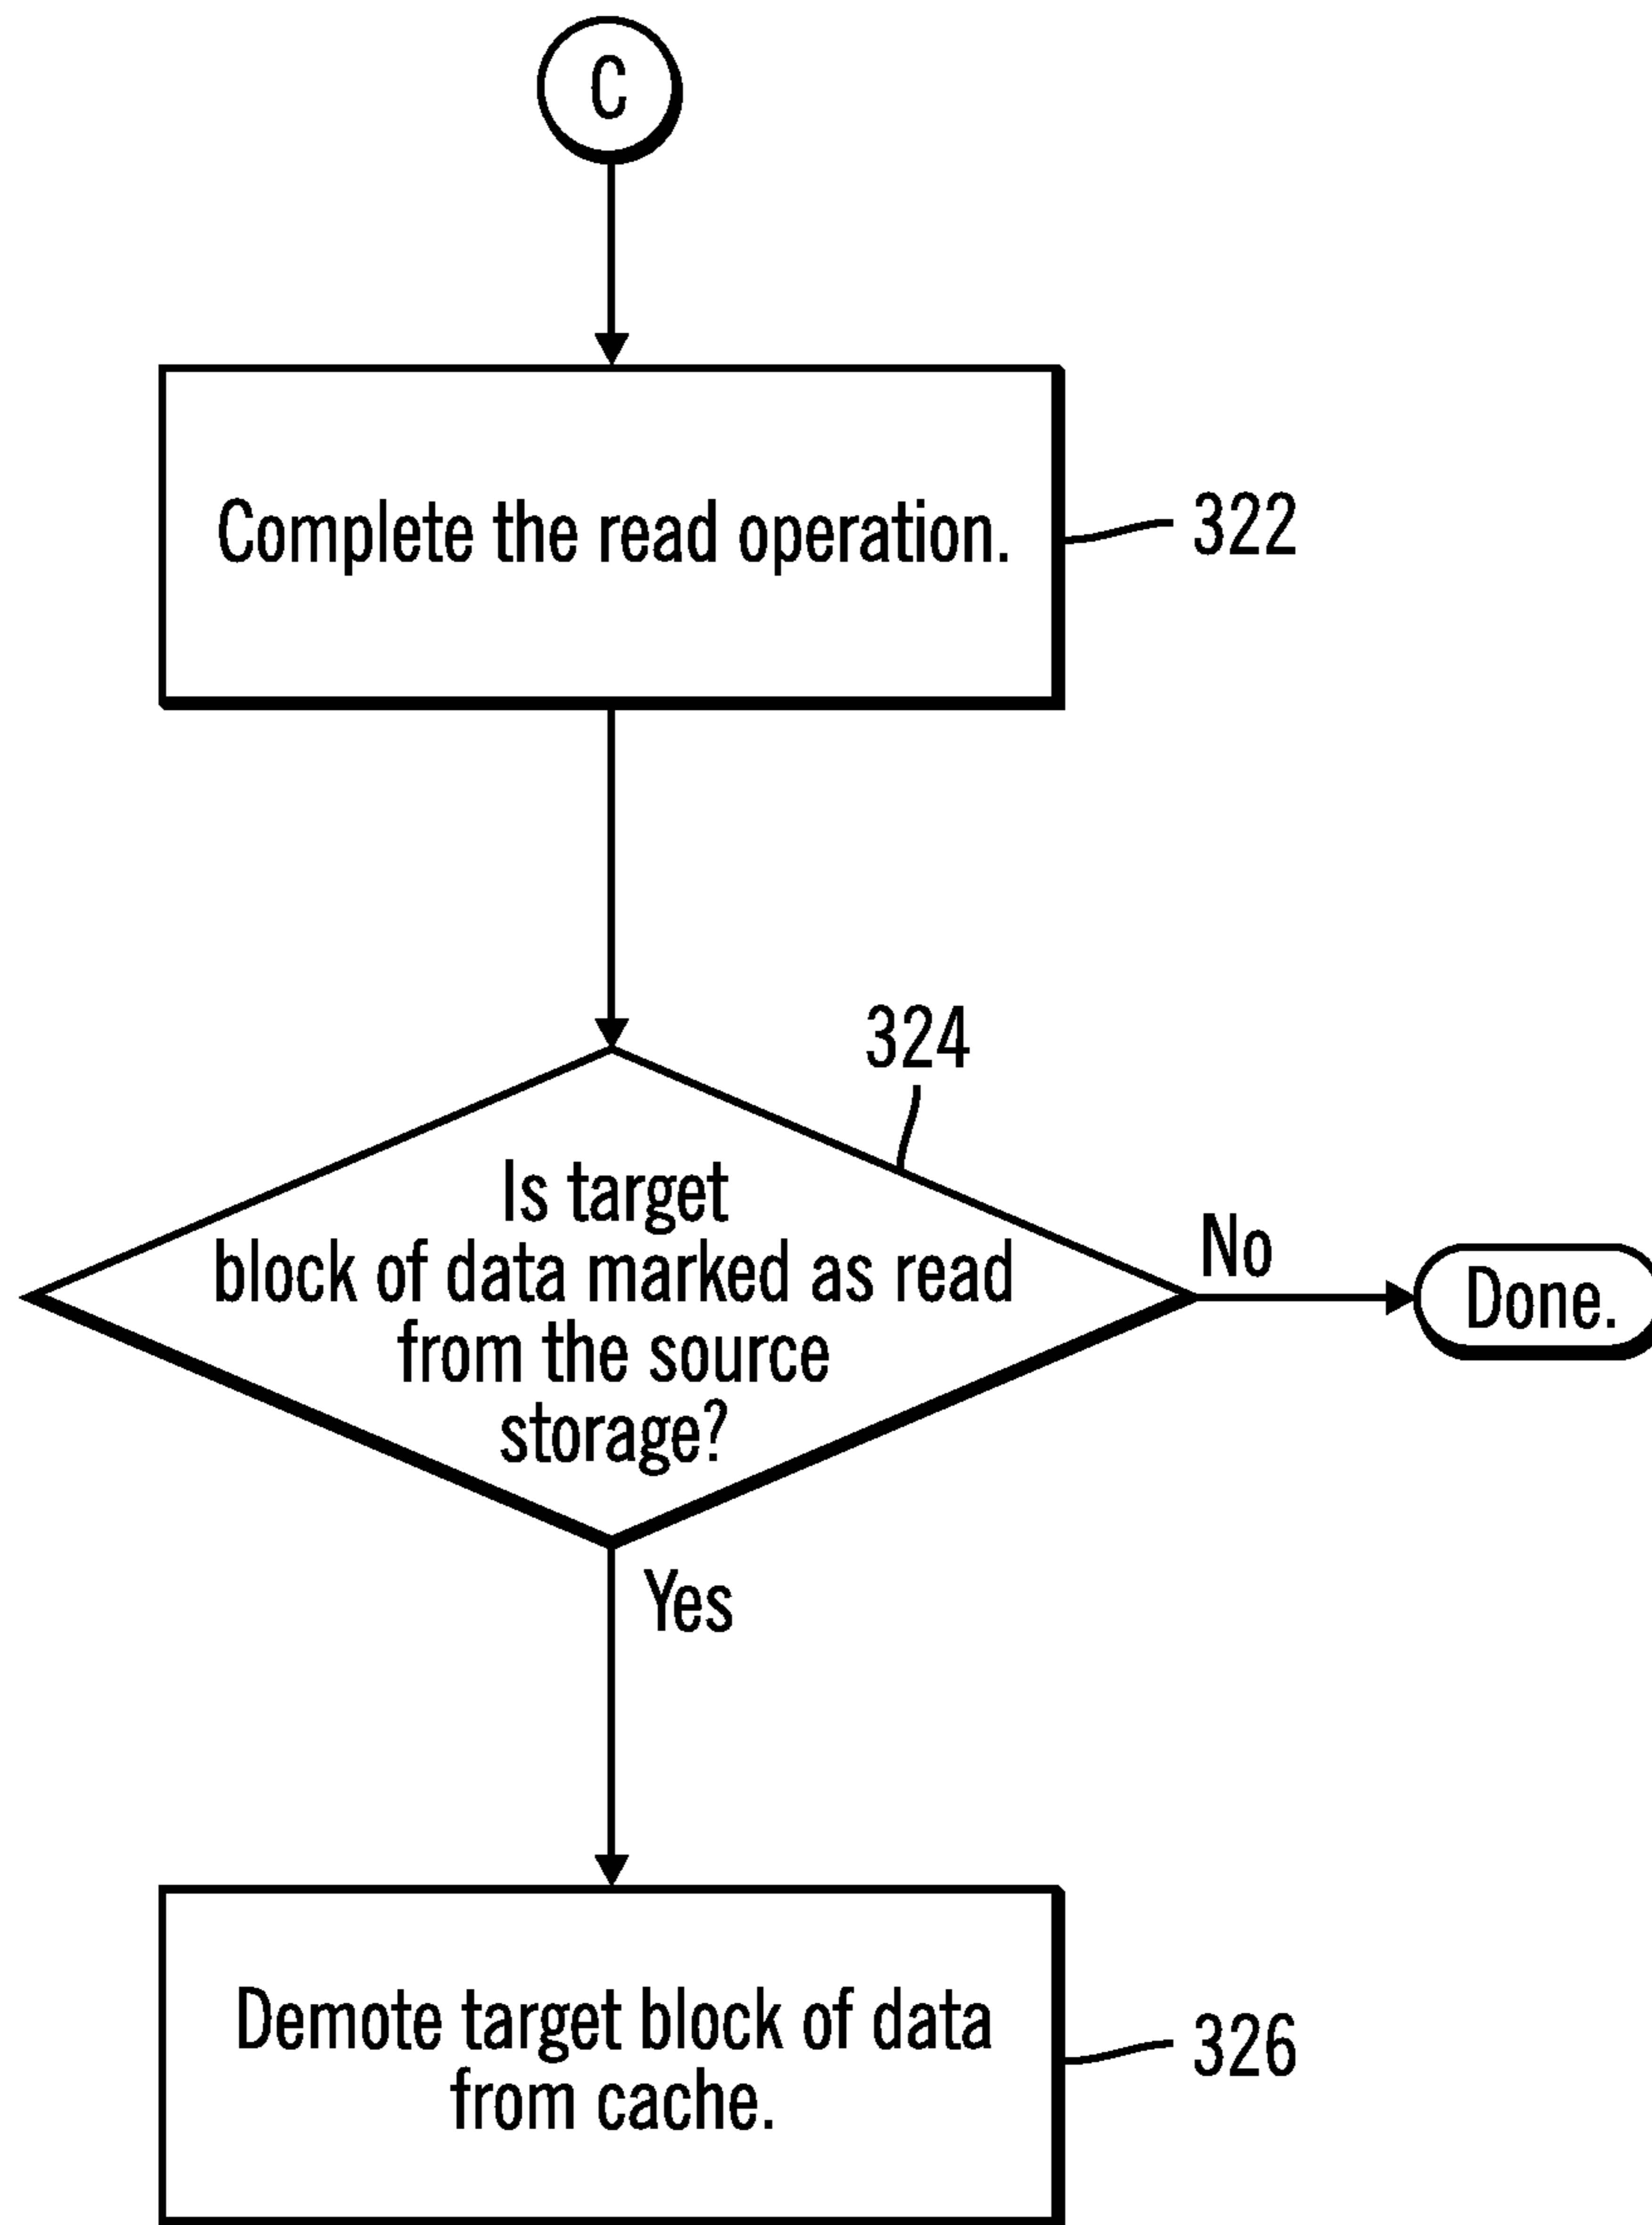 C
Complete the read operation.
322
324
Is target
block of data marked as read
from the source
storage?
No
Done.
Yes
Demote target block of data
from cache.
326